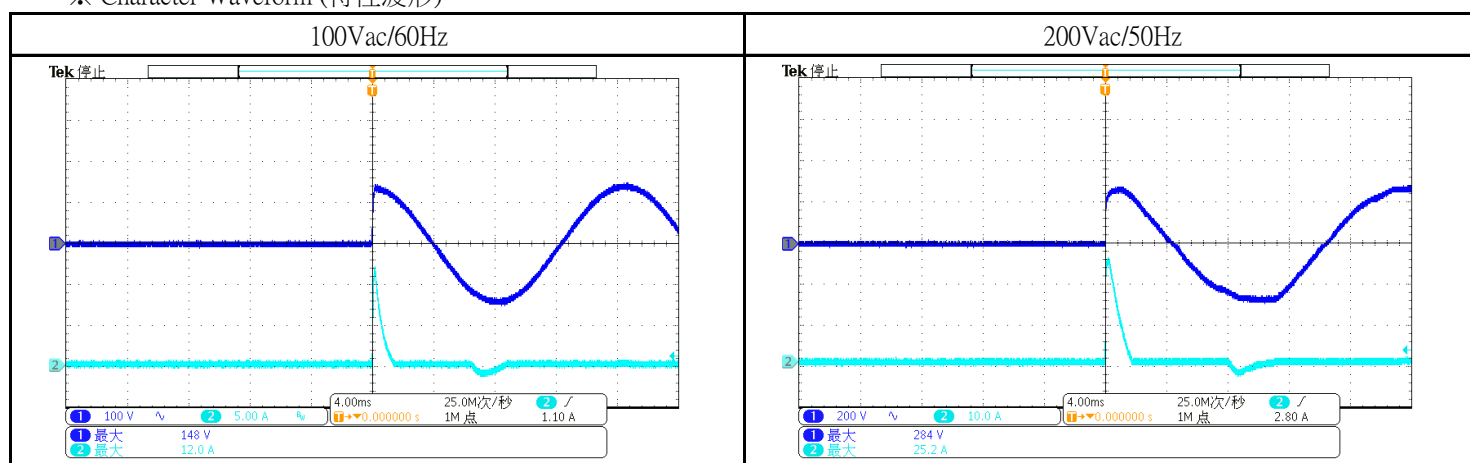 ※ Character Waveform (特性波形)
100Vac/60Hz
200Vac/50Hz
Tek 停止
T
T
1
2
4.00ms 25.0M次/秒 2 ∫
1 100 V ∿ 2 5.00 A
T→▼0.000000 s 1M 点 1.10 A
1 最大 148 V
2 最大 12.0 A
Tek 停止
T
T
1
2
4.00ms 25.0M次/秒 2 ∫
1 200 V ∿ 2 10.0 A
T→▼0.000000 s 1M 点 2.80 A
1 最大 284 V
2 最大 25.2 A